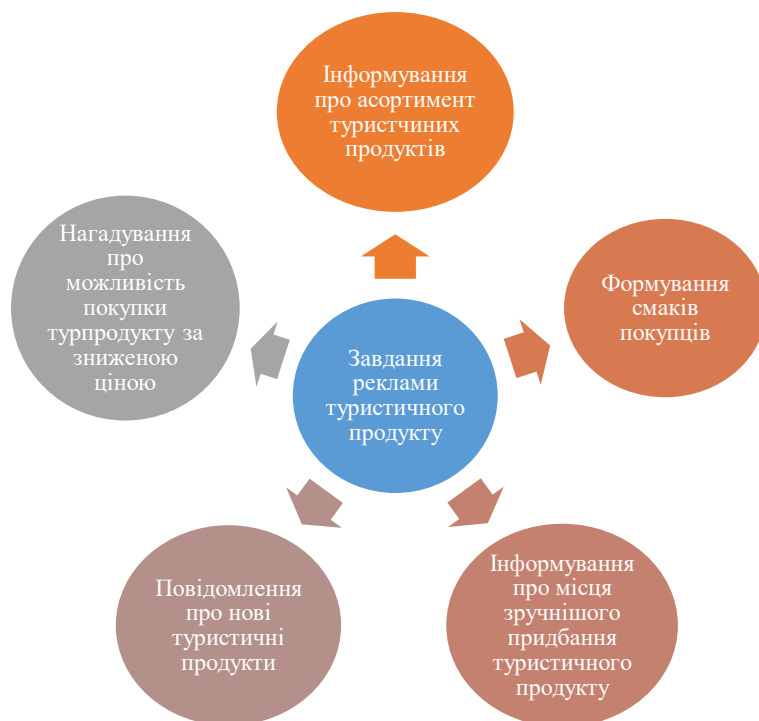 Інформування
про асортимент
туристчиних
продуктів
Нагадування
про
можливість
покупки
турпродукту за
зниженою
ціною
Формування
смаків
покупців
Завдання
реклами
туристичного
продукту
Повідомлення
про нові
туристичні
продукти
Інформування
про місця
зручнішого
придбання
туристичного
продукту